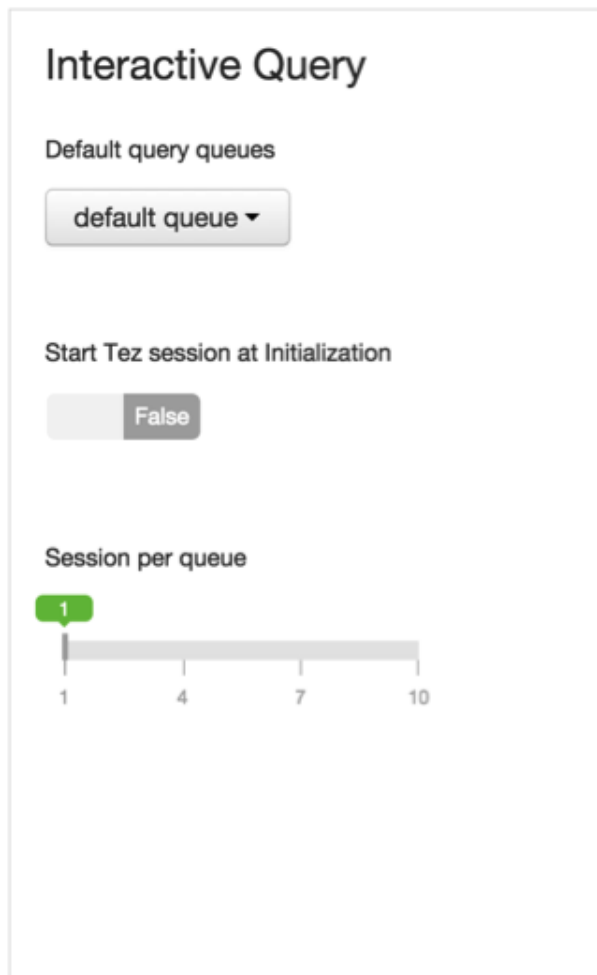 Interactive Query
Default query queues
default queue
Start Tez session at Initialization
False
Session per queue
1
1 4 7 10